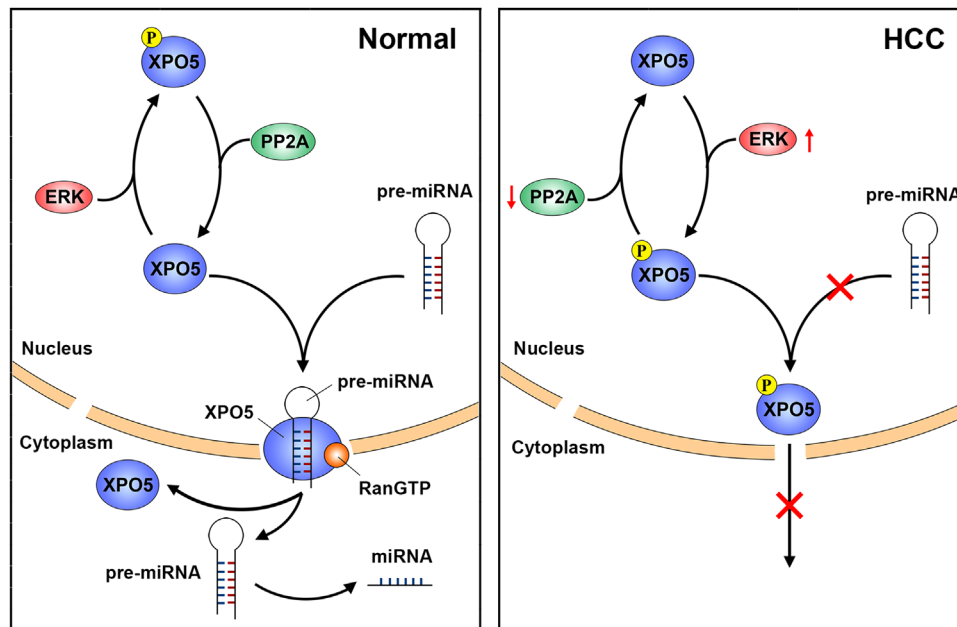 Normal
P
XPO5
PP2A
ERK
pre-miRNA
XPO5
Nucleus
pre-miRNA
XPO5
Cytoplasm
XPO5
RanGTP
pre-miRNA
miRNA
HCC
XPO5
ERK
PP2A
pre-miRNA
P
XPO5
Nucleus
P
XPO5
Cytoplasm